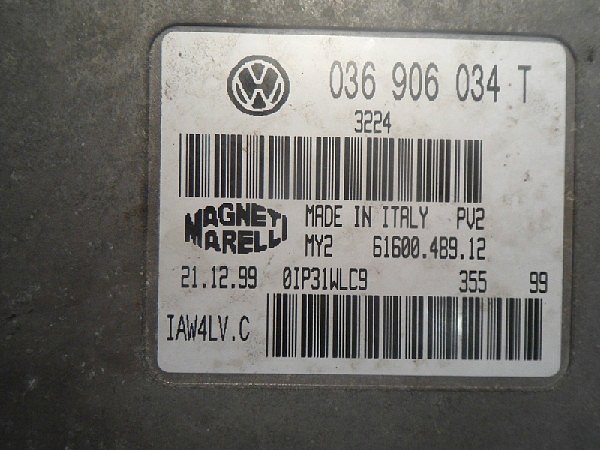 036 906 034 T
3224
MAGNETI MARELLI
MADE IN ITALY PV2
MY2 61600.489.12
21.12.99 0IP31WLC9 355 99
IAW4LV.C